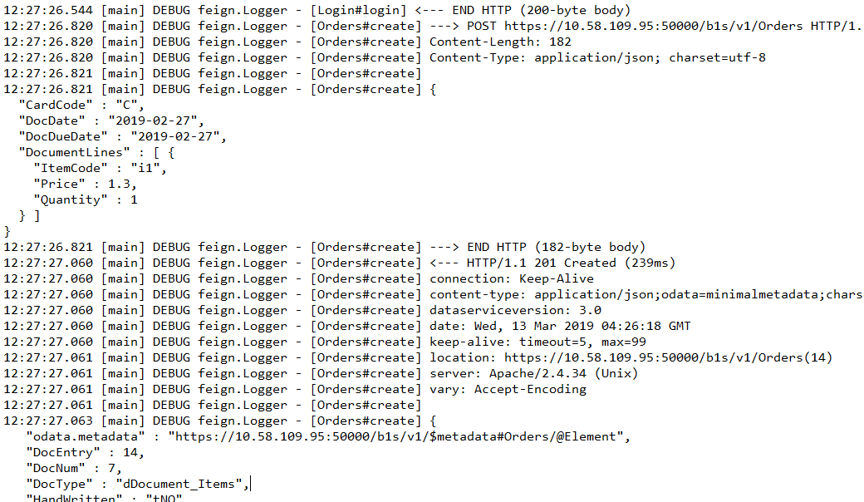 12:27:26.544 [main] DEBUG feign.Logger - [Login#login] <--- END HTTP (200-byte body)
12:27:26.820 [main] DEBUG feign.Logger - [Orders#create] ---> POST https://10.58.109.95:50000/b1s/v1/Orders HTTP/1.
12:27:26.820 [main] DEBUG feign.Logger - [Orders#create] Content-Length: 182
12:27:26.820 [main] DEBUG feign.Logger - [Orders#create] Content-Type: application/json; charset=utf-8
12:27:26.821 [main] DEBUG feign.Logger - [Orders#create]
12:27:26.821 [main] DEBUG feign.Logger - [Orders#create] {
  "CardCode" : "C",
  "DocDate" : "2019-02-27",
  "DocDueDate" : "2019-02-27",
  "DocumentLines" : [ {
    "ItemCode" : "i1",
    "Price" : 1.3,
    "Quantity" : 1
  } ]
}
12:27:26.821 [main] DEBUG feign.Logger - [Orders#create] ---> END HTTP (182-byte body)
12:27:27.060 [main] DEBUG feign.Logger - [Orders#create] <--- HTTP/1.1 201 Created (239ms)
12:27:27.060 [main] DEBUG feign.Logger - [Orders#create] connection: Keep-Alive
12:27:27.060 [main] DEBUG feign.Logger - [Orders#create] content-type: application/json;odata=minimalmetadata;chars
12:27:27.060 [main] DEBUG feign.Logger - [Orders#create] dataserviceversion: 3.0
12:27:27.060 [main] DEBUG feign.Logger - [Orders#create] date: Wed, 13 Mar 2019 04:26:18 GMT
12:27:27.060 [main] DEBUG feign.Logger - [Orders#create] keep-alive: timeout=5, max=99
12:27:27.061 [main] DEBUG feign.Logger - [Orders#create] location: https://10.58.109.95:50000/b1s/v1/Orders(14)
12:27:27.061 [main] DEBUG feign.Logger - [Orders#create] server: Apache/2.4.34 (Unix)
12:27:27.061 [main] DEBUG feign.Logger - [Orders#create] vary: Accept-Encoding
12:27:27.061 [main] DEBUG feign.Logger - [Orders#create]
12:27:27.063 [main] DEBUG feign.Logger - [Orders#create] {
   "odata.metadata" : "https://10.58.109.95:50000/b1s/v1/$metadata#Orders/@Element",
   "DocEntry" : 14,
   "DocNum" : 7,
   "DocType" : "dDocument_Items",
   "HandWritten" : "tNO"